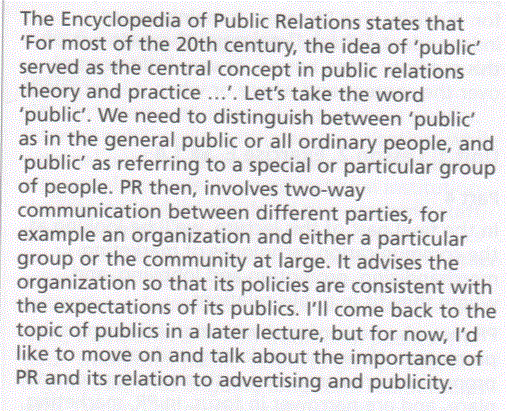 The Encyclopedia of Public Relations states that
'For most of the 20th century, the idea of 'public'
served as the central concept in public relations
theory and practice ...'. Let's take the word
'public'. We need to distinguish between 'public'
as in the general public or all ordinary people, and
'public' as referring to a special or particular group
of people. PR then, involves two-way
communication between different parties, for
example an organization and either a particular
group or the community at large. It advises the
organization so that its policies are consistent with
the expectations of its publics. I'll come back to the
topic of publics in a later lecture, but for now, I'd
like to move on and talk about the importance of
PR and its relation to advertising and publicity.